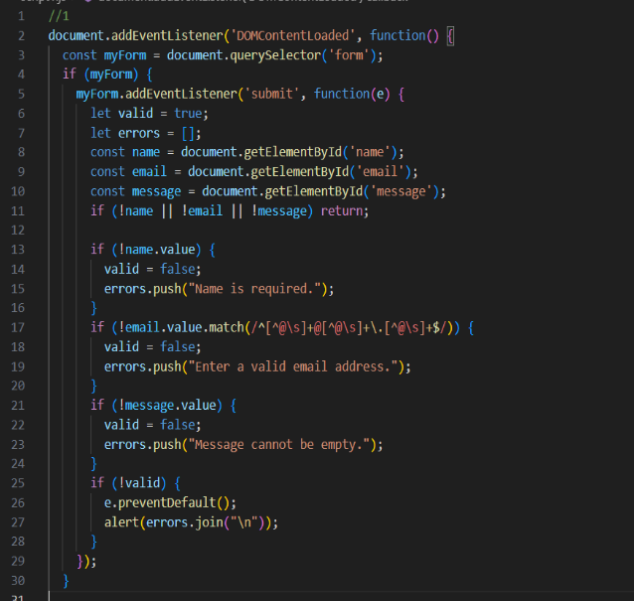 //1
document.addEventListener('DOMContentLoaded', function() {
const myForm = document.querySelector('form');
if (myForm) {
myForm.addEventListener('submit', function(e) {
let valid = true;
let errors = [];
const name = document.getElementById('name');
const email = document.getElementById('email');
const message = document.getElementById('message');
if (!name || !email || !message) return;
if (!name.value) {
valid = false;
errors.push("Name is required.");
}
if (!email.value.match(/^[^@\s]+@[^@\s]+\.[^@\s]+$/)) {
valid = false;
errors.push("Enter a valid email address.");
}
if (!message.value) {
valid = false;
errors.push("Message cannot be empty.");
}
if (!valid) {
e.preventDefault();
alert(errors.join("\n"));
}
});
}